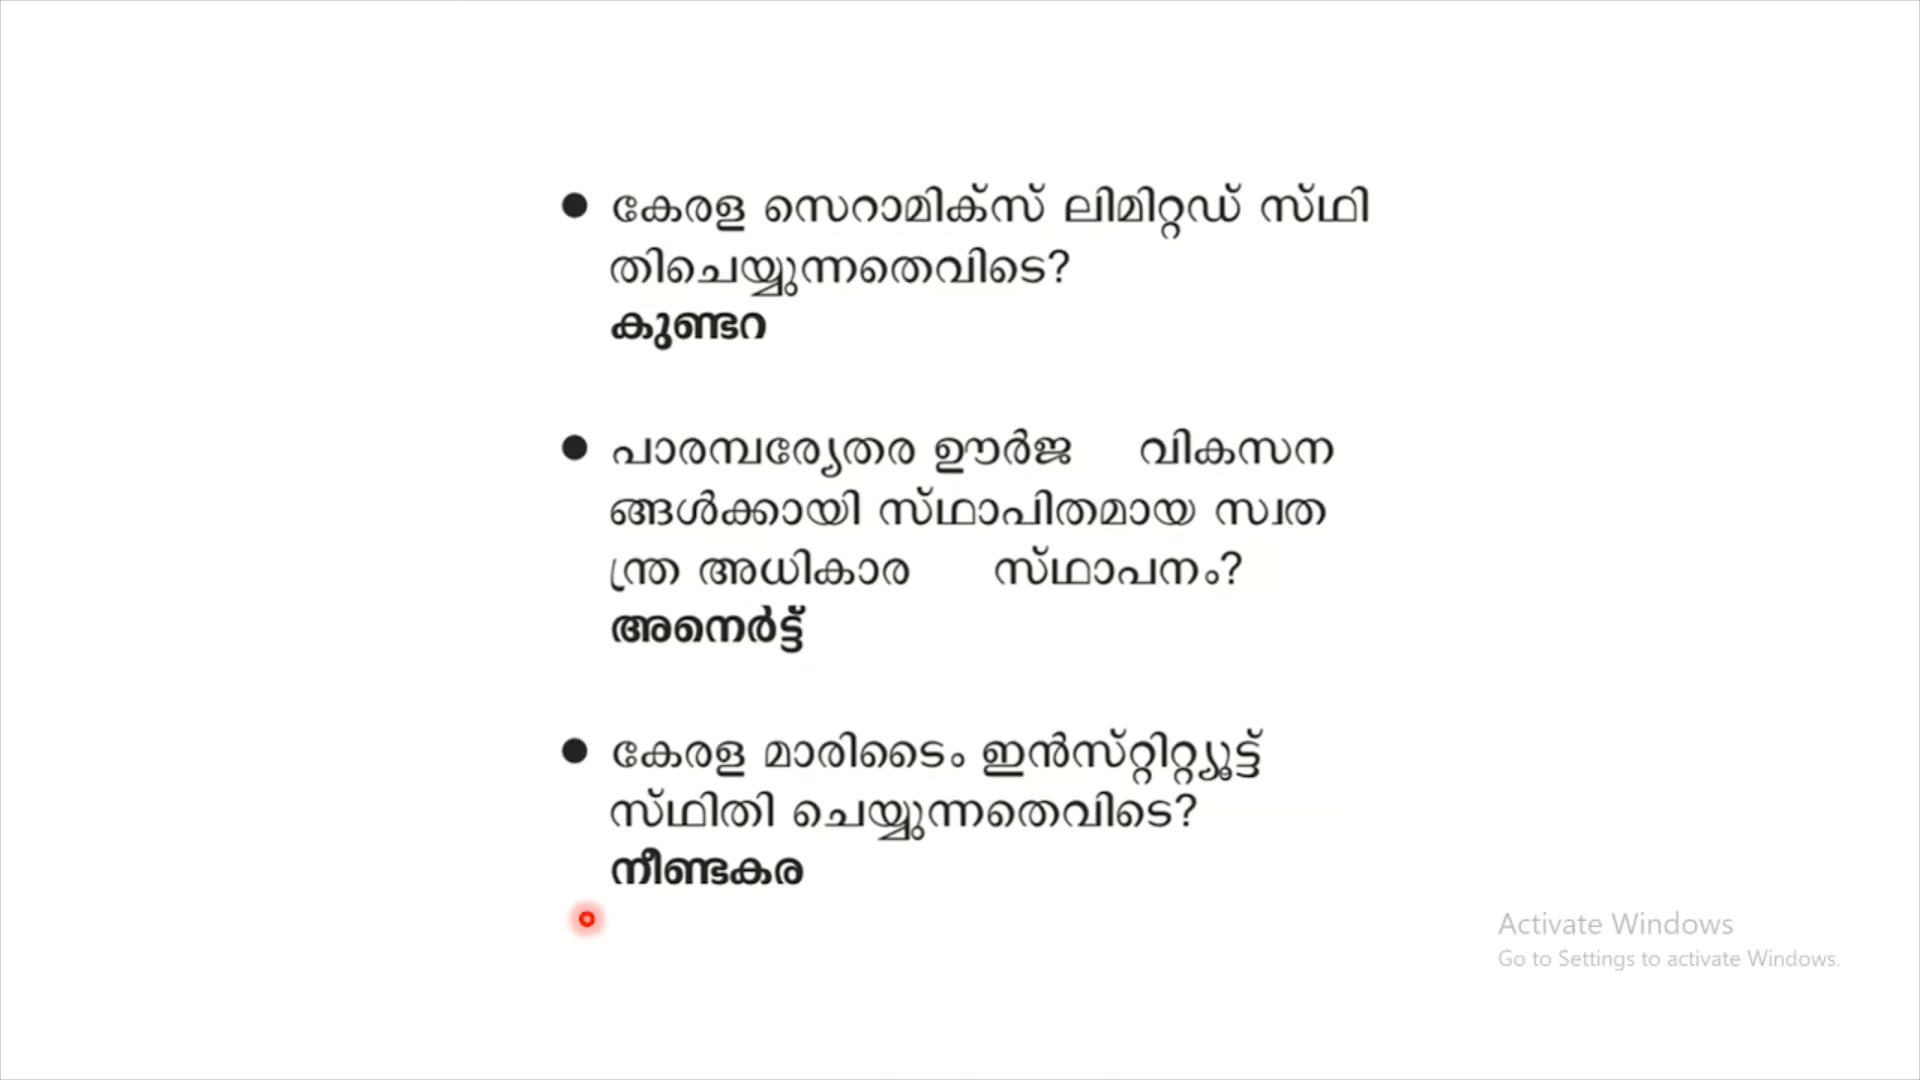 ● കേരള സെറാമിക്സ് ലിമിറ്റഡ് സ്ഥി
തിചെയ്യുന്നതെവിടെ?
കുണ്ടറ
● പാരമ്പര്യേതര ഊർജ വികസന
ങ്ങൾക്കായി സ്ഥാപിതമായ സ്വത
ന്ത്ര അധികാര സ്ഥാപനം?
അനെർട്ട്
● കേരള മാരിടൈം ഇൻസ്റ്റിറ്റ്യൂട്ട്
സ്ഥിതി ചെയ്യുന്നതെവിടെ?
നീണ്ടകര
Activate Windows
Go to Settings to activate Windows.